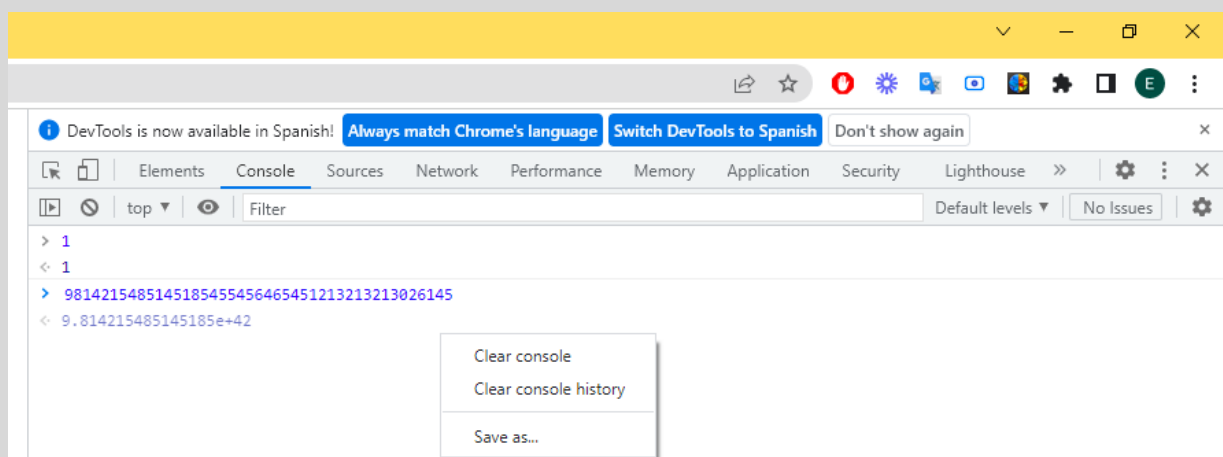 E
DevTools is now available in Spanish! Always match Chrome's language Switch DevTools to Spanish Don't show again
Elements Console Sources Network Performance Memory Application Security Lighthouse
top Filter Default levels No Issues
1
1
9814215485145185455456465451213213213026145
9.814215485145185e+42
Clear console
Clear console history
Save as...